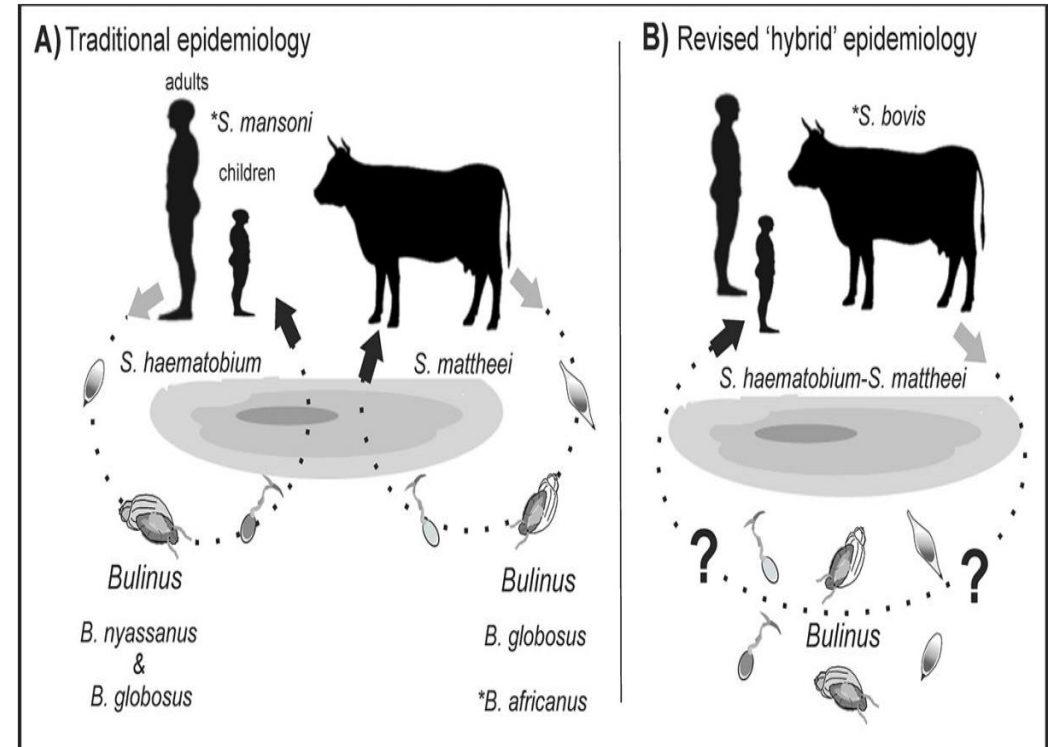 A) Traditional epidemiology
adults
*S. mansoni
children
S. haematobium
S. mattheei
Bulinus
B. nyassanus
&
B. globosus
Bulinus
B. globosus
*B. africanus
B) Revised ‘hybrid’ epidemiology
*S. bovis
S. haematobium-S. mattheei
?
?
Bulinus